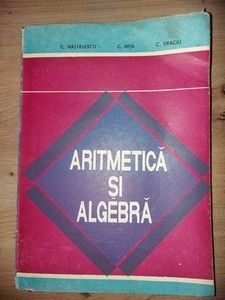 C. NĂSTĂSESCU C. NIȚĂ C. VRACIU
ARITMETICĂ
ȘI
ALGEBRĂ